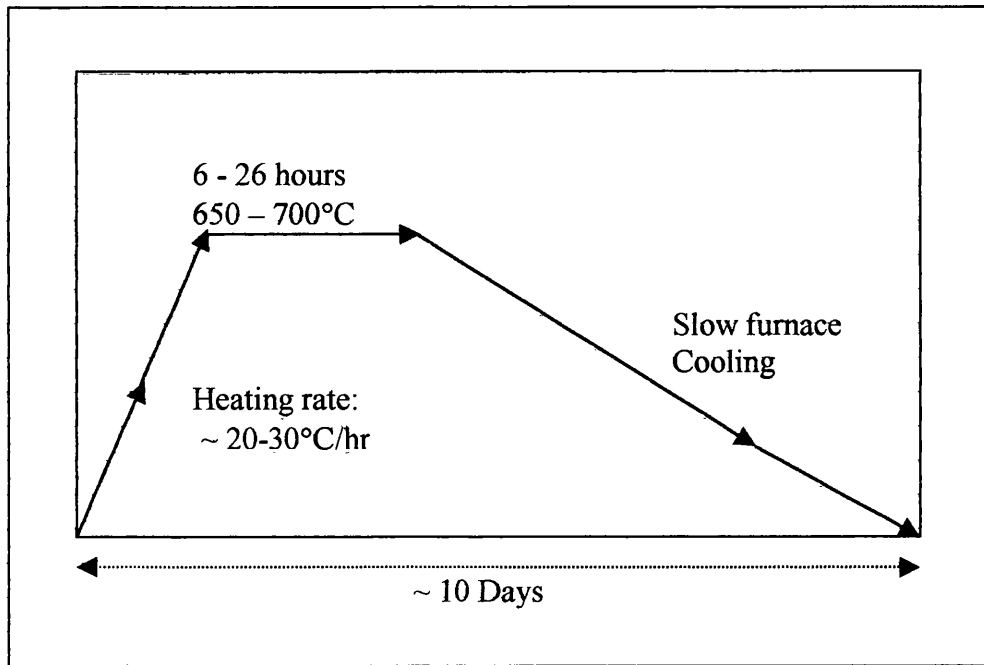 6 - 26 hours
650 – 700°C
Slow furnace
Cooling
Heating rate:
~ 20-30°C/hr
~ 10 Days